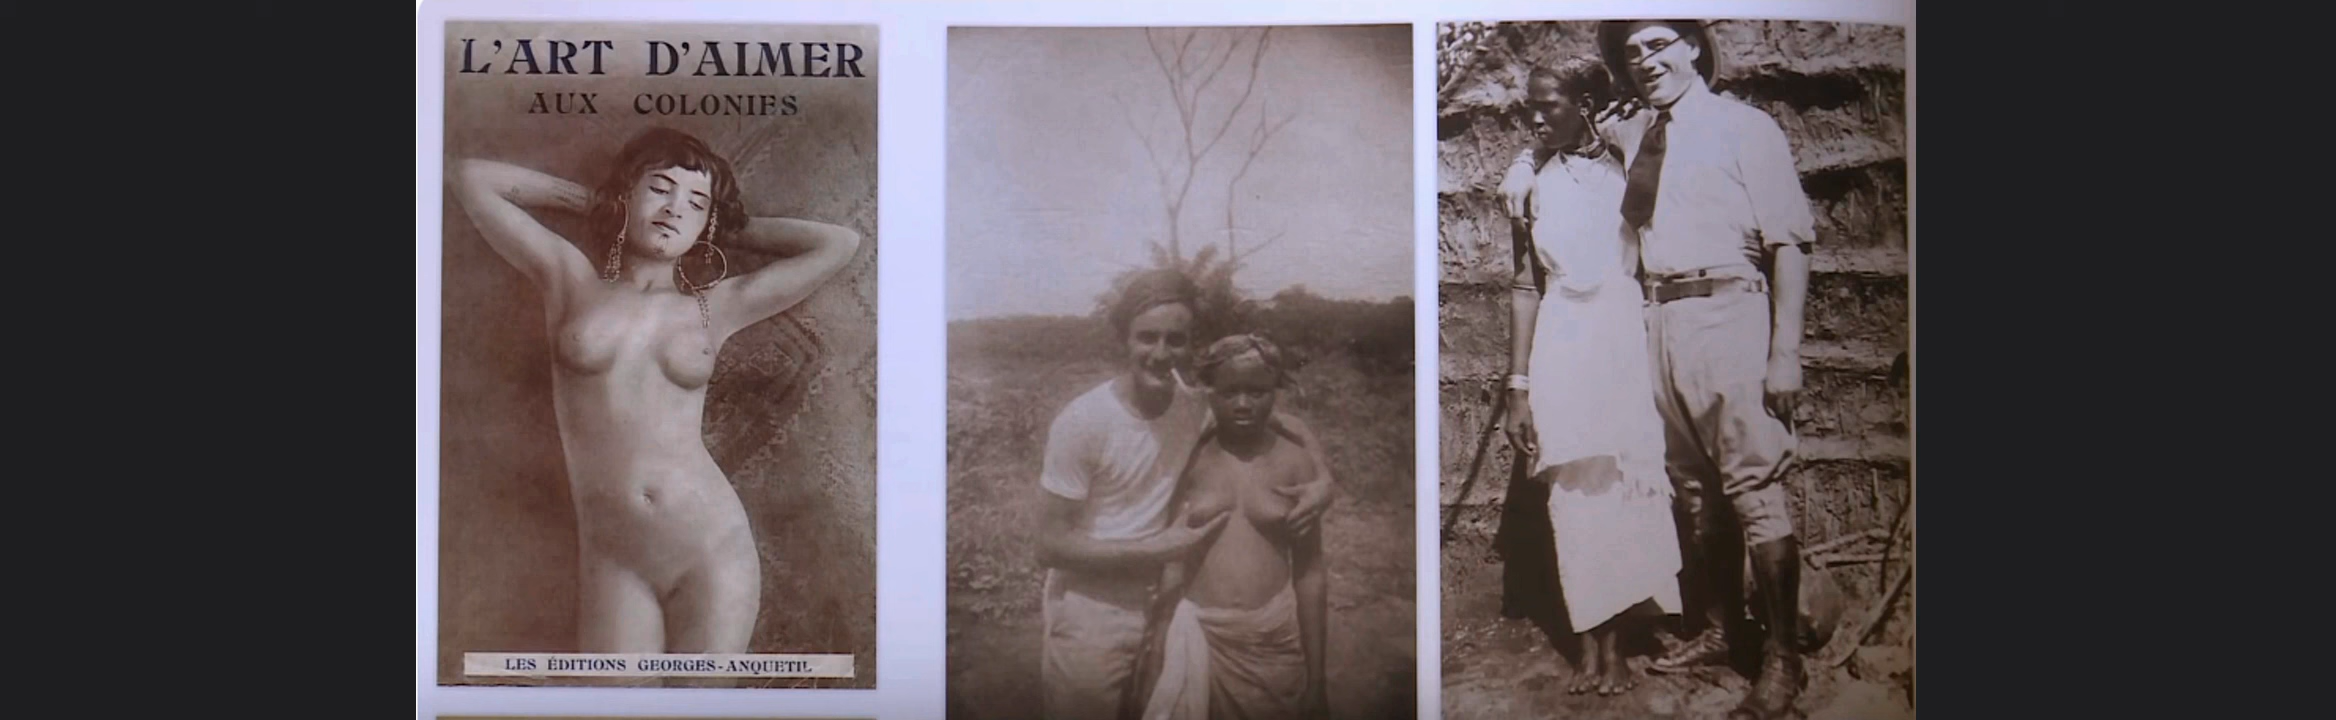 L'ART D'AIMER
AUX COLONIES
LES ÉDITIONS GEORGES-ANQUETIL